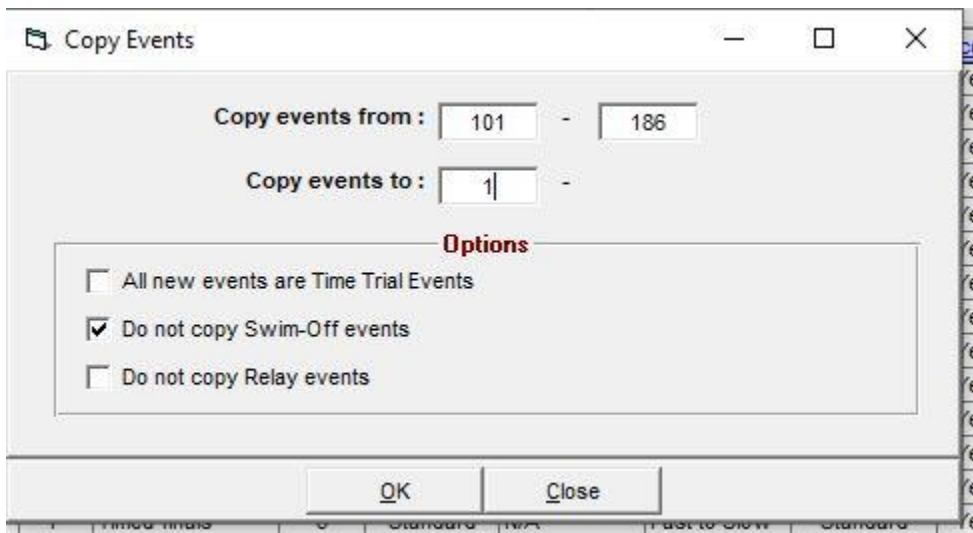 Copy Events
Copy events from : 101 - 186
Copy events to : 1 -
Options
All new events are Time Trial Events
Do not copy Swim-Off events
Do not copy Relay events
OK Close
N/A